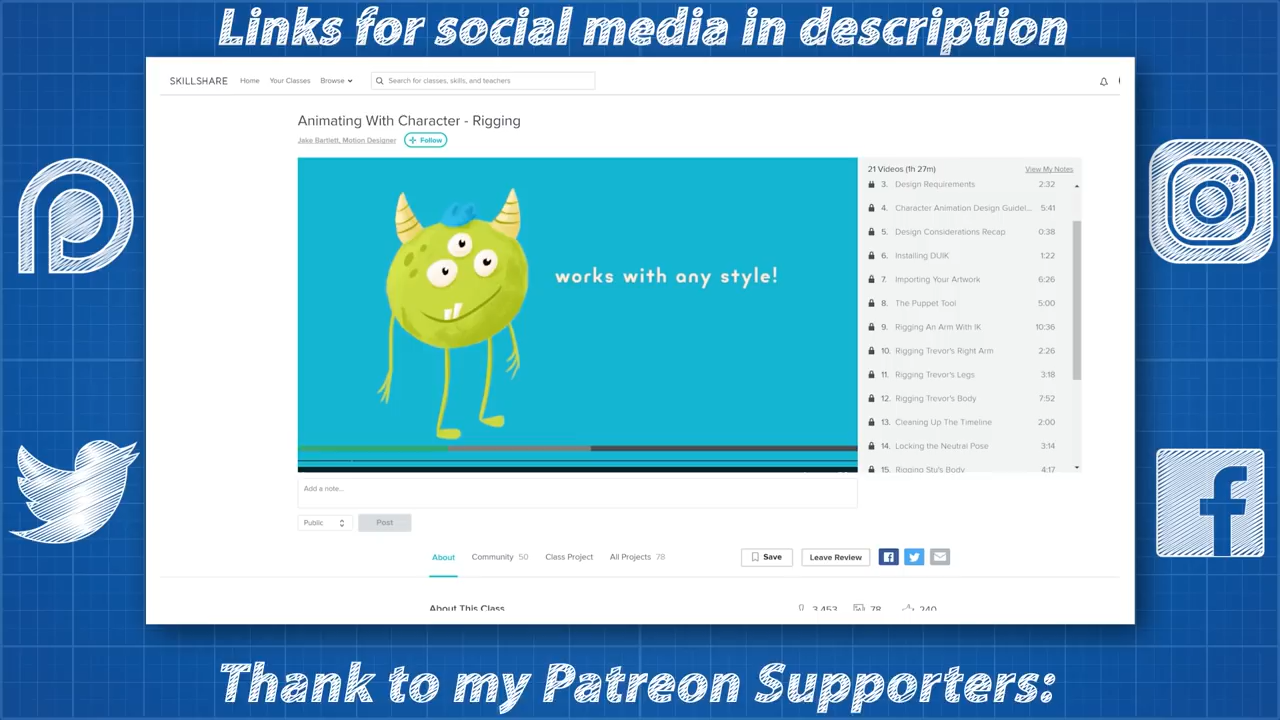 Links for social media in description
SKILLSHARE Home Your Classes Browse Search for classes, skills, and teachers
Animating With Character - Rigging
Jake Bartlett, Motion Designer + Follow
works with any style!
21 Videos (1h 27m) View My Notes
3. Design Requirements 2:32
4. Character Animation Design Guidel... 5:41
5. Design Considerations Recap 0:38
6. Installing DUIK 1:22
7. Importing Your Artwork 6:26
8. The Puppet Tool 5:00
9. Rigging An Arm With IK 10:36
10. Rigging Trevor's Right Arm 2:26
11. Rigging Trevor's Legs 3:18
12. Rigging Trevor's Body 7:52
13. Cleaning Up The Timeline 2:00
14. Locking the Neutral Pose 3:14
15. Rigging Stu's Body 4:17
Add a note...
Public Post
About Community 50 Class Project All Projects 78 Save Leave Review
About This Class 3,453 78 240
Thank to my Patreon Supporters: